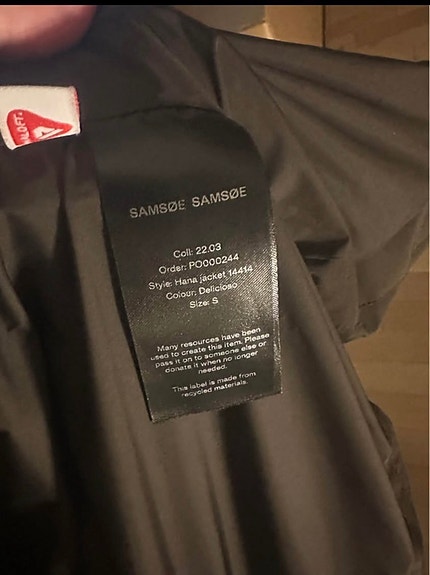 ALOFT.
SAMSØE SAMSØE
Coll: 22.03
Order: PO000244
Style: Hana jacket 14414
Colour: Delicioso
Size: S
Many resources have been
used to create this item. Please
pass it on to someone else or
donate it when no longer
needed.
This label is made from
recycled materials.